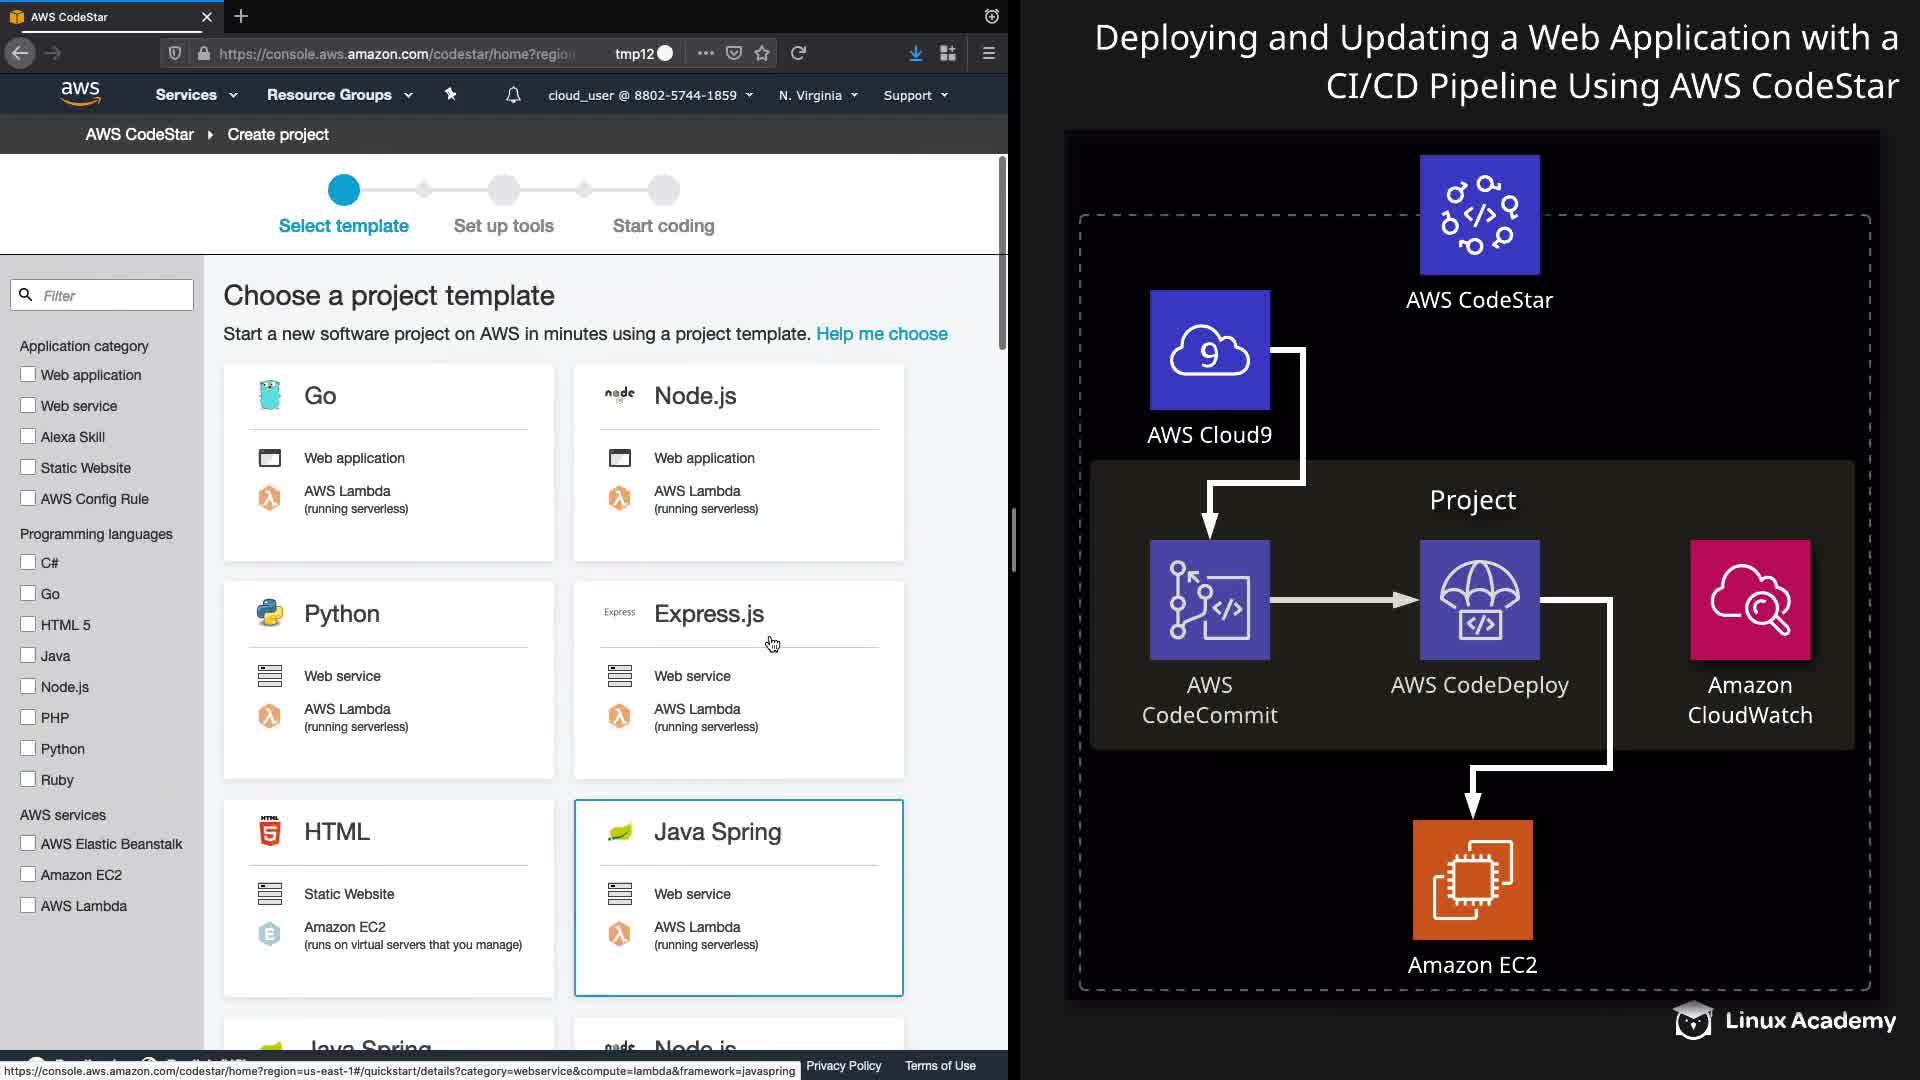 AWS CodeStar
https://console.aws.amazon.com/codestar/home?regio
tmp12
aws
Services
Resource Groups
cloud_user @ 8802-5744-1859
N. Virginia
Support
AWS CodeStar
Create project
Select template
Set up tools
Start coding
Filter
Application category
Web application
Web service
Alexa Skill
Static Website
AWS Config Rule
Programming languages
C#
Go
HTML 5
Java
Node.js
PHP
Python
Ruby
AWS services
AWS Elastic Beanstalk
Amazon EC2
AWS Lambda
Choose a project template
Start a new software project on AWS in minutes using a project template. Help me choose
Go
Web application
AWS Lambda
(running serverless)
node
Node.js
Web application
AWS Lambda
(running serverless)
Python
Web service
AWS Lambda
(running serverless)
Express
Express.js
Web service
AWS Lambda
(running serverless)
HTML
5
HTML
Static Website
E
Amazon EC2
(runs on virtual servers that you manage)
Java Spring
Web service
AWS Lambda
(running serverless)
Java Spring
node
Node.js
https://console.aws.amazon.com/codestar/home?region=us-east-1#/quickstart/details?category=webservice&compute=lambda&framework=javaspring
Privacy Policy
Terms of Use
Deploying and Updating a Web Application with a
CI/CD Pipeline Using AWS CodeStar
AWS CodeStar
9
AWS Cloud9
Project
AWS
CodeCommit
AWS CodeDeploy
Amazon
CloudWatch
Amazon EC2
Linux Academy